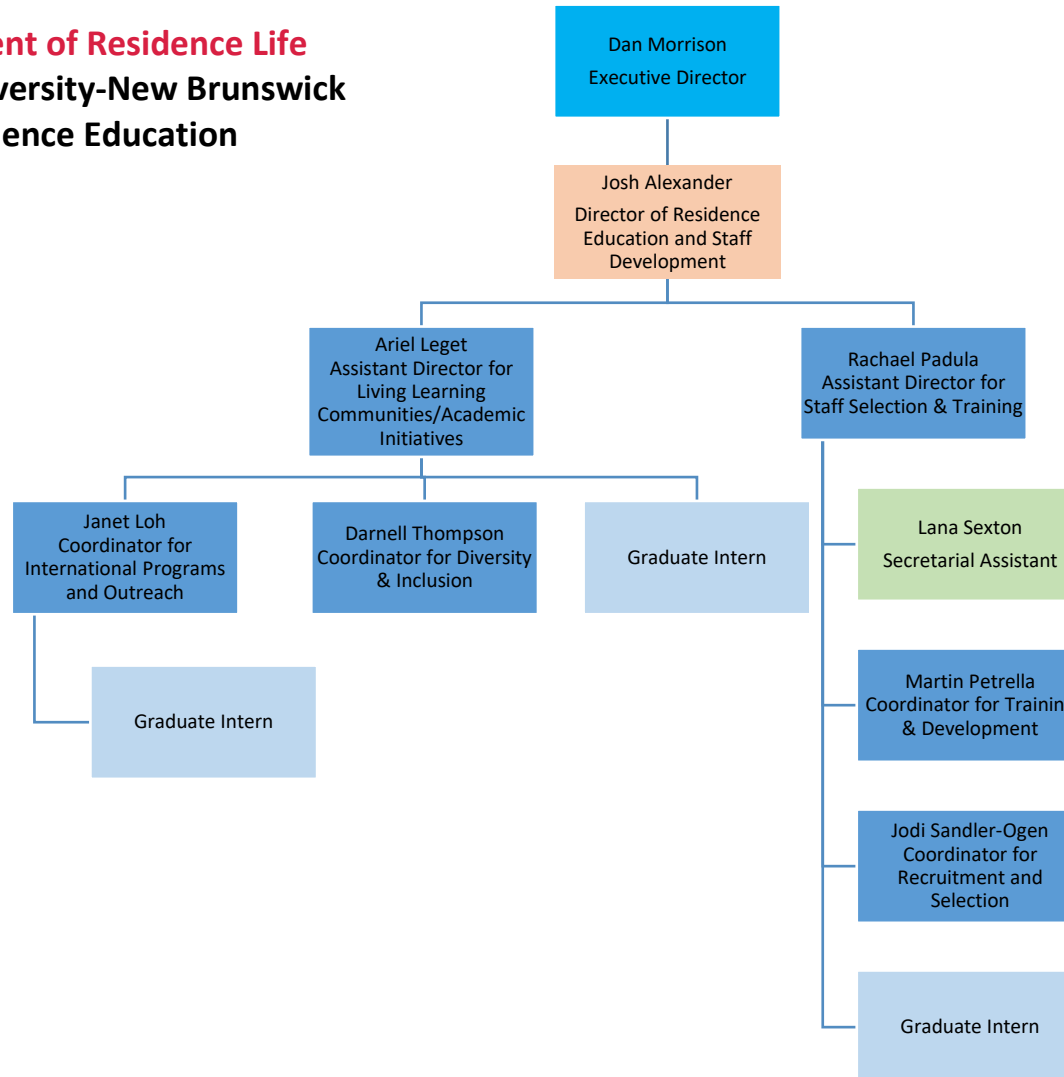 ent of Residence Life
versity-New Brunswick
ence Education
Dan Morrison
Executive Director
Josh Alexander
Director of Residence
Education and Staff
Development
Ariel Leget
Assistant Director for
Living Learning
Communities/Academic
Initiatives
Rachael Padula
Assistant Director for
Staff Selection & Training
Janet Loh
Coordinator for
International Programs
and Outreach
Darnell Thompson
Coordinator for Diversity
& Inclusion
Graduate Intern
Lana Sexton
Secretarial Assistant
Graduate Intern
Martin Petrella
Coordinator for Trainin
& Development
Jodi Sandler-Ogen
Coordinator for
Recruitment and
Selection
Graduate Intern